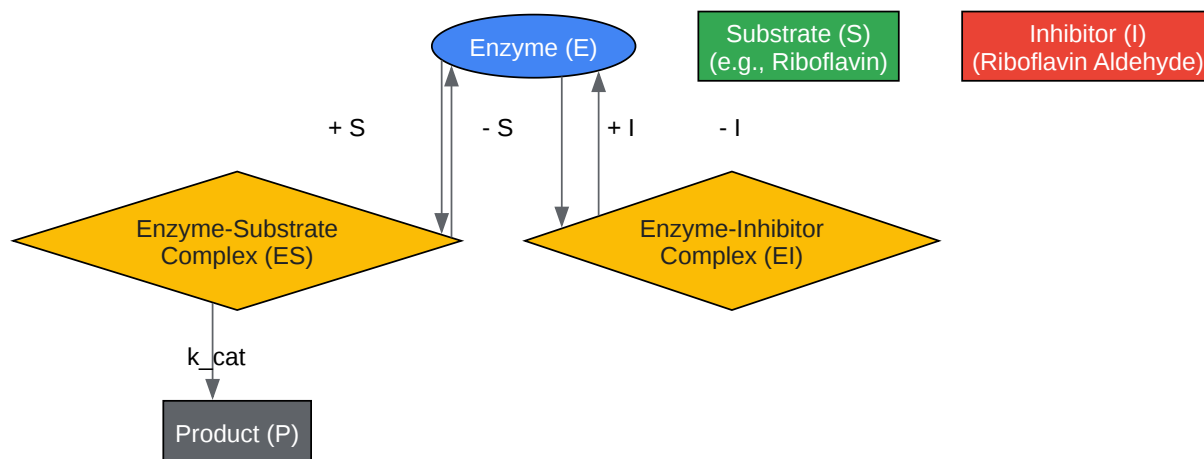 Enzyme (E)
Substrate (S)
(e.g., Riboflavin)
Inhibitor (I)
(Riboflavin Aldehyde)
+ S
- S
+ I
- I
Enzyme-Substrate
Complex (ES)
Enzyme-Inhibitor
Complex (EI)
k_cat
Product (P)